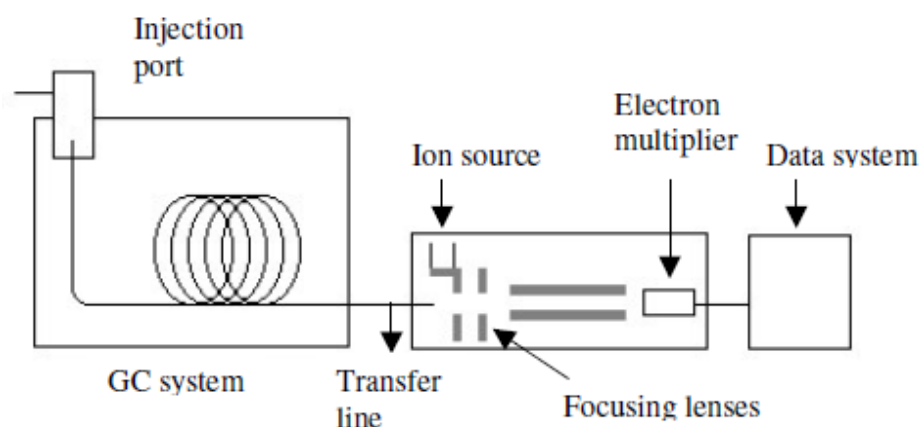 Injection
port
Electron
multiplier
Ion source
Data system
GC system
Transfer
line
Focusing lenses